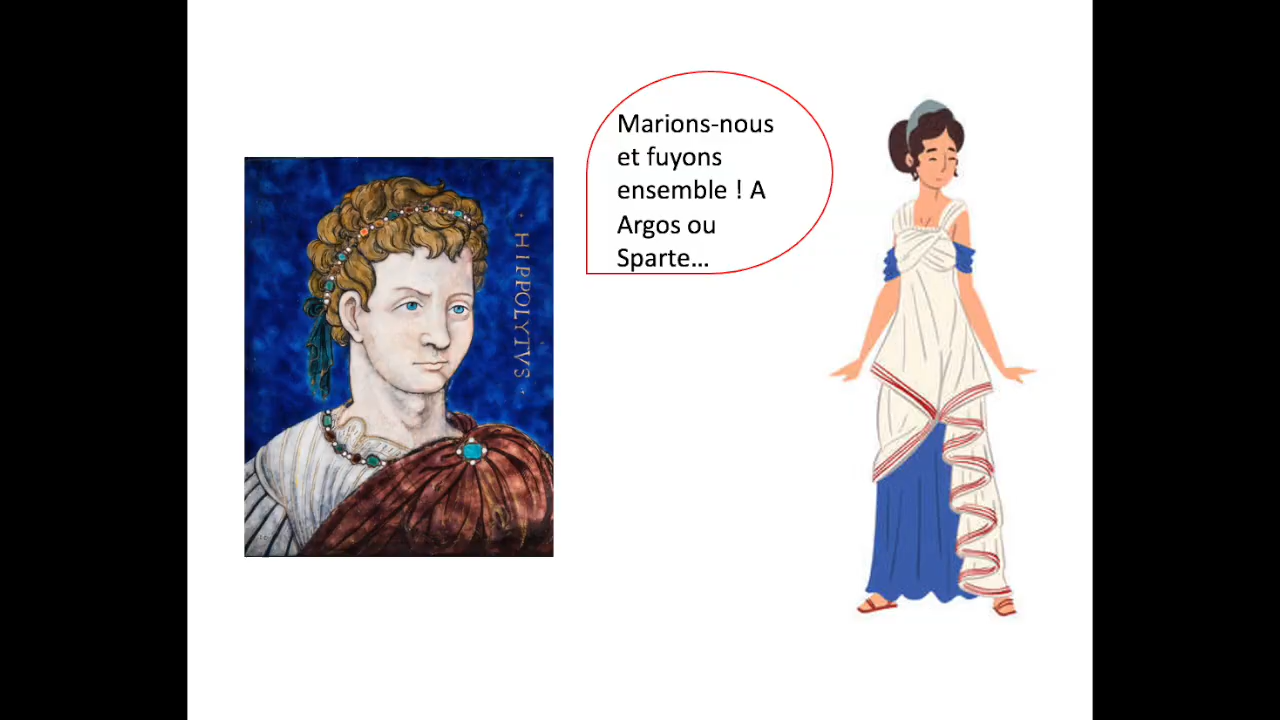 Marions-nous
et fuyons
ensemble ! A
Argos ou
Sparte...
· HIPPOLYTVS ·